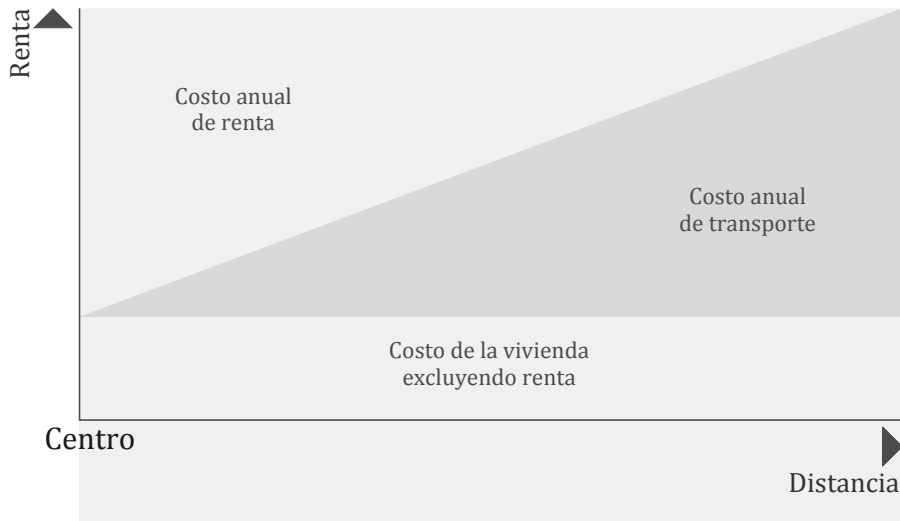 Renta
Costo anual
de renta
Costo anual
de transporte
Costo de la vivienda
excluyendo renta
Centro
Distancia